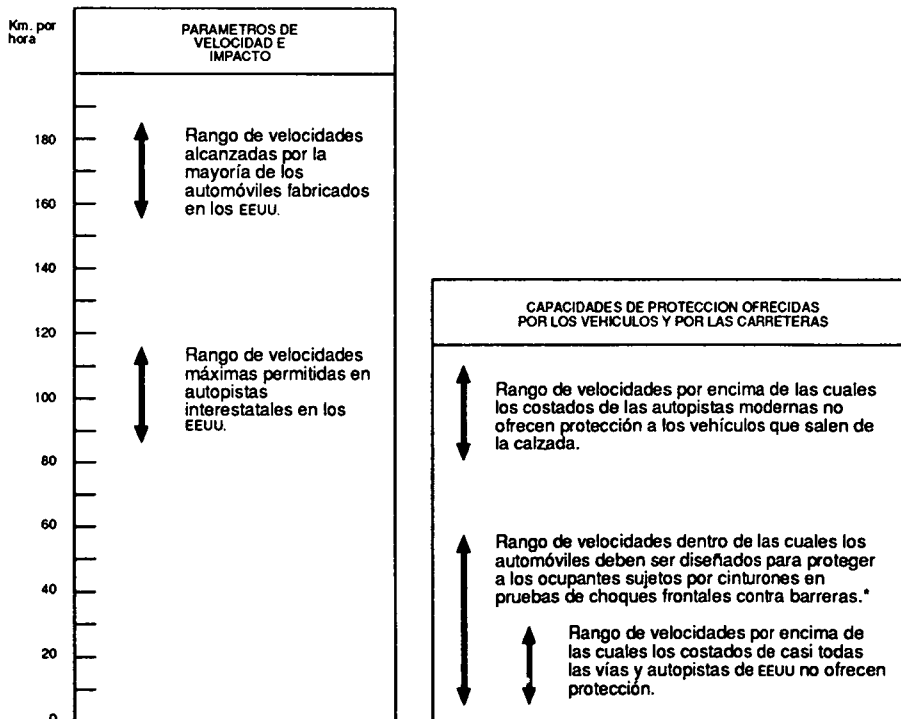 Km. por
hora
PARAMETROS DE
VELOCIDAD E
IMPACTO
180
160
140
120
100
80
60
40
20
0
Rango de velocidades
alcanzadas por la
mayoría de los
automóviles fabricados
en los EEUU.
Rango de velocidades
máximas permitidas en
autopistas
interestatales en los
EEUU.
CAPACIDADES DE PROTECCION OFRECIDAS
POR LOS VEHICULOS Y POR LAS CARRETERAS
Rango de velocidades por encima de las cuales
los costados de las autopistas modernas no
ofrecen protección a los vehículos que salen de
la calzada.
Rango de velocidades dentro de las cuales los
automóviles deben ser diseñados para proteger
a los ocupantes sujetos por cinturones en
pruebas de choques frontales contra barreras.*
Rango de velocidades por encima de
las cuales los costados de casi todas
las vías y autopistas de EEUU no ofrecen
protección.